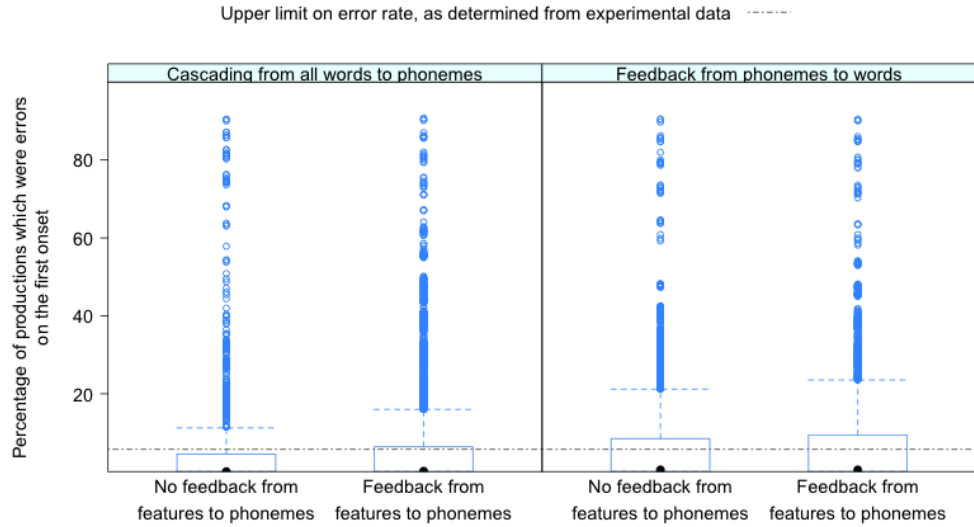 Upper limit on error rate, as determined from experimental data
Cascading from all words to phonemes
Feedback from phonemes to words
Percentage of productions which were errors
on the first onset
80
60
40
20
No feedback from
features to phonemes
Feedback from
features to phonemes
No feedback from
features to phonemes
Feedback from
features to phonemes